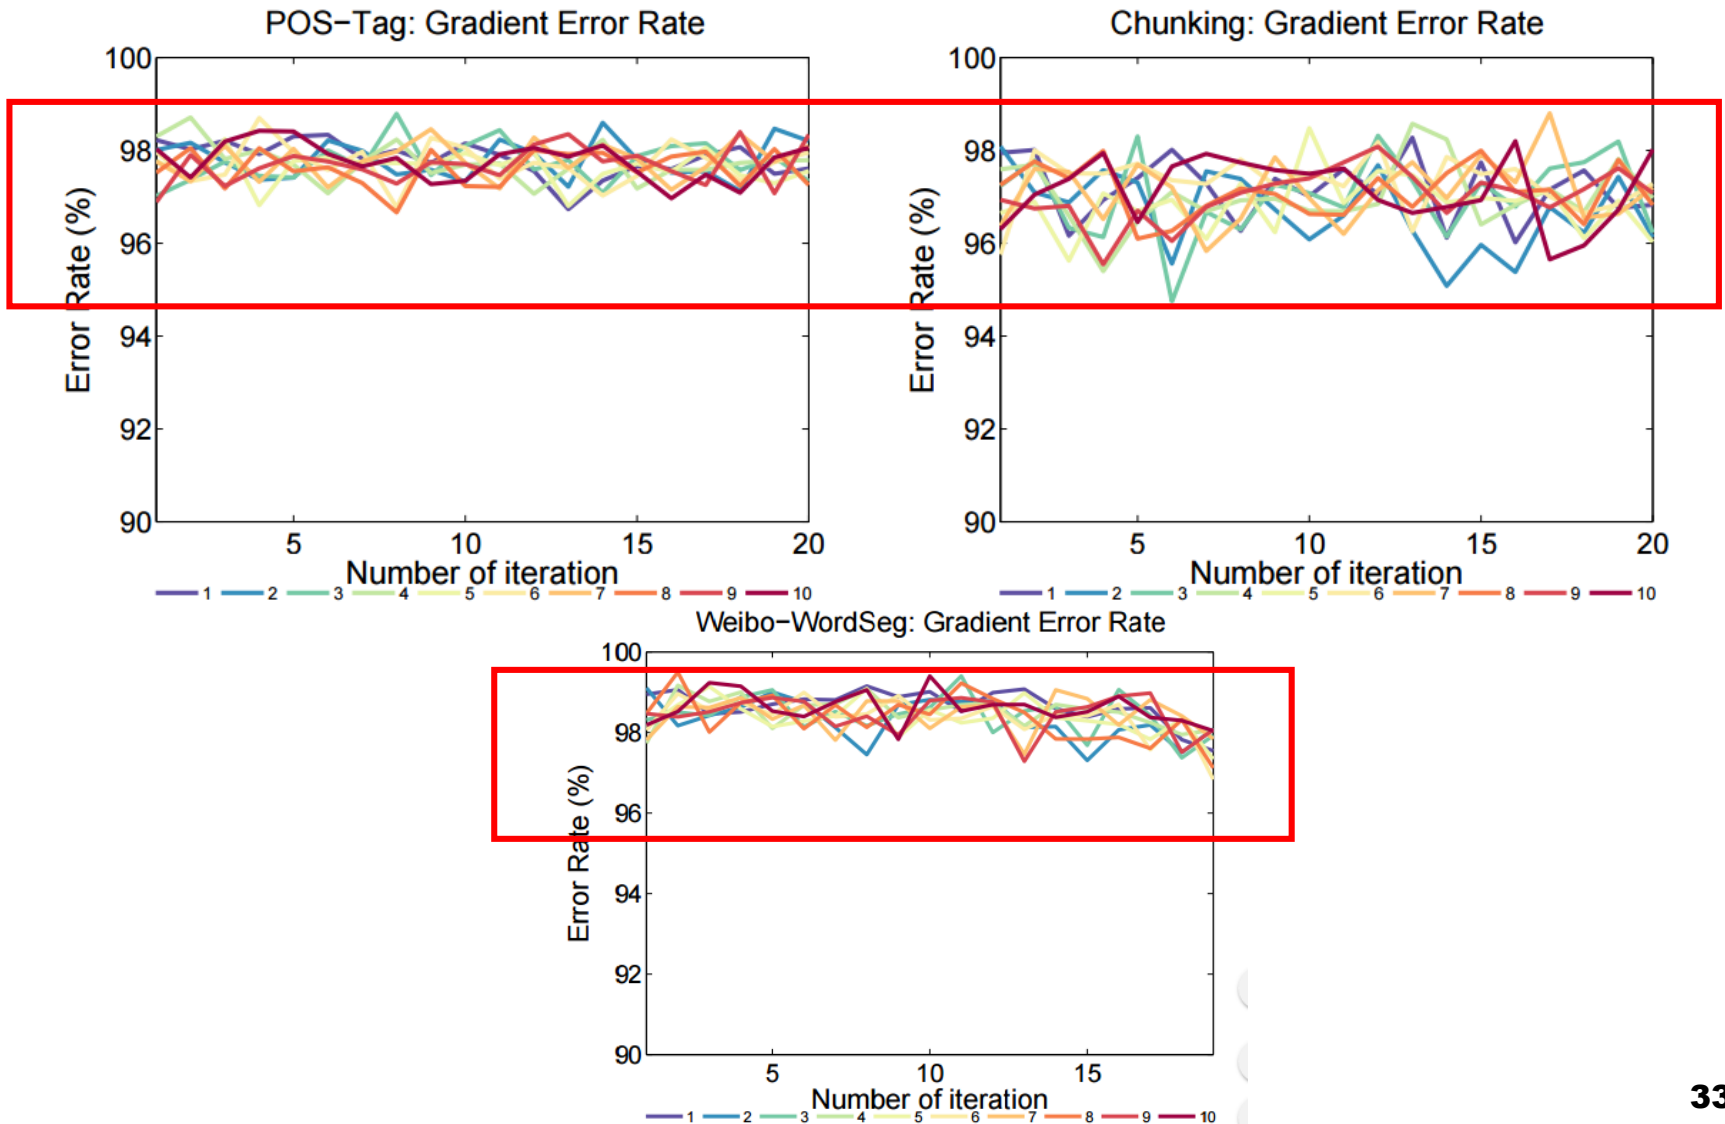 POS−Tag: Gradient Error Rate
100
98
96
94
92
90
Error Rate (%)
5 10 15 20
Number of iteration
1 2 3 4 5 6 7 8 9 10
Chunking: Gradient Error Rate
100
98
96
94
92
90
Error Rate (%)
5 10 15 20
Number of iteration
1 2 3 4 5 6 7 8 9 10
Weibo−WordSeg: Gradient Error Rate
100
98
96
94
92
90
Error Rate (%)
5 10 15
Number of iteration
1 2 3 4 5 6 7 8 9 10
33